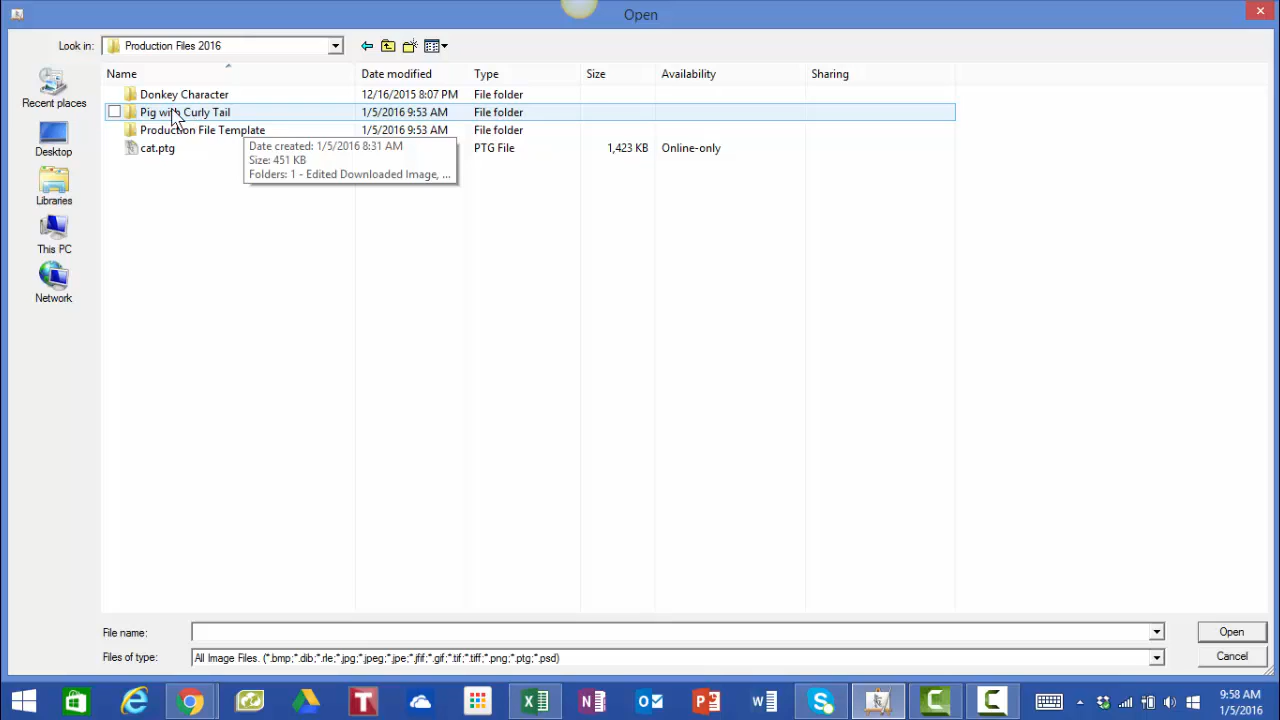 Open
Look in: Production Files 2016
Name Date modified Type Size Availability Sharing
Donkey Character 12/16/2015 8:07 PM File folder
Pig with Curly Tail 1/5/2016 9:53 AM File folder
Production File Template 1/5/2016 9:53 AM File folder
cat.ptg PTG File 1,423 KB Online-only
Date created: 1/5/2016 8:31 AM
Size: 451 KB
Folders: 1 - Edited Downloaded Image, ...
Recent places
Desktop
Libraries
This PC
Network
File name: Open
Files of type: All Image Files. (*.bmp;*.dib;*.rle;*.jpg;*.jpeg;*.jpe;*.jfif;*.gif;*.tif;*.tiff;*.png;*.ptg;*.psd) Cancel
9:58 AM
1/5/2016